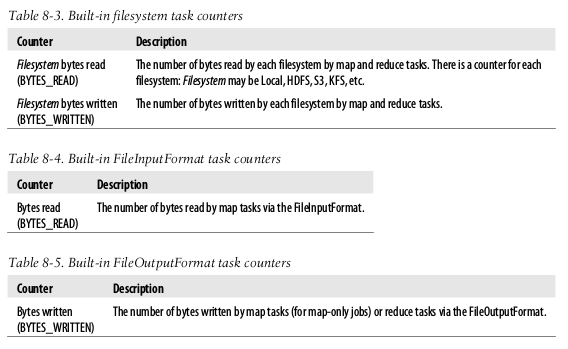 Table 8-3. Built-in filesystem task counters
Counter Description
Filesystem bytes read The number of bytes read by each filesystem by map and reduce tasks. There is a counter for each
(BYTES_READ) filesystem: Filesystem may be Local, HDFS, S3, KFS, etc.
Filesystem bytes written The number of bytes written by each filesystem by map and reduce tasks.
(BYTES_WRITTEN)
Table 8-4. Built-in FileInputFormat task counters
Counter Description
Bytes read The number of bytes read by map tasks via the FileInputFormat.
(BYTES_READ)
Table 8-5. Built-in FileOutputFormat task counters
Counter Description
Bytes written The number of bytes written by map tasks (for map-only jobs) or reduce tasks via the FileOutputFormat.
(BYTES_WRITTEN)